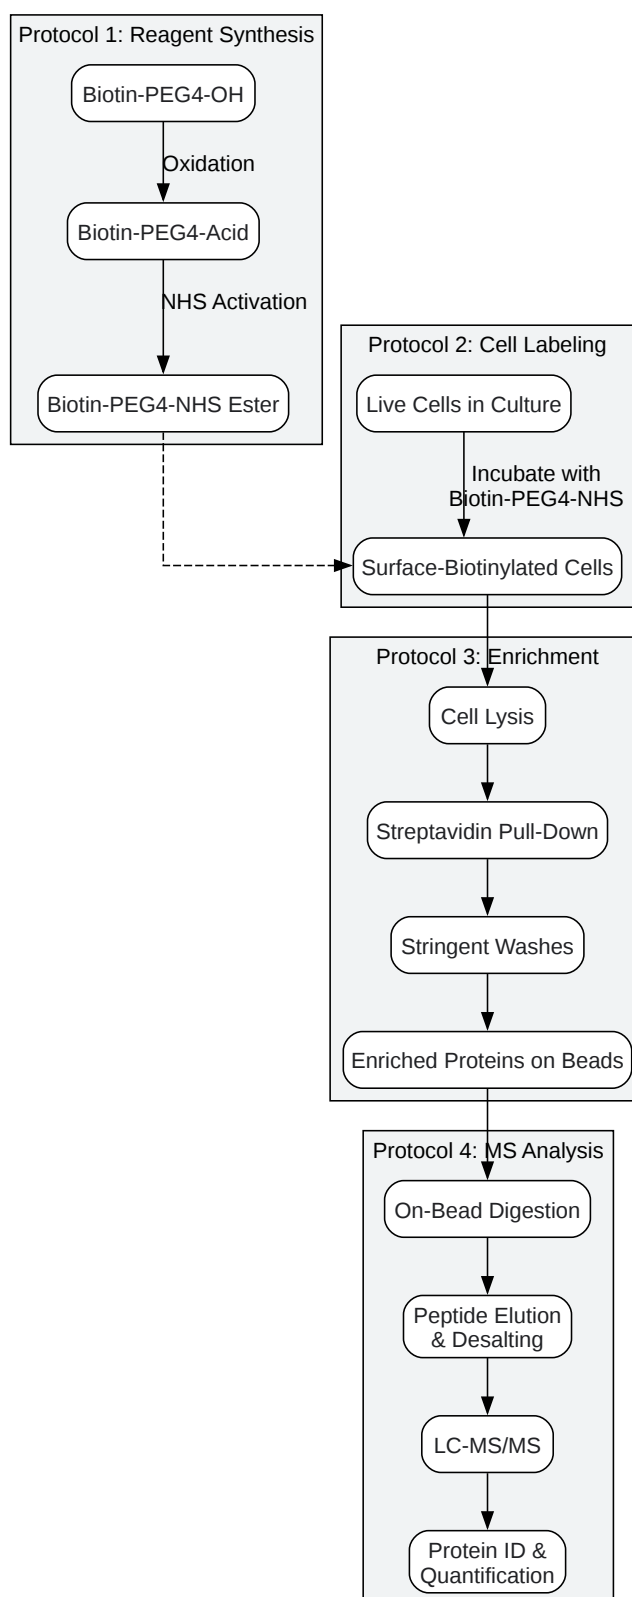 Protocol 1: Reagent Synthesis
Biotin-PEG4-OH
Oxidation
Biotin-PEG4-Acid
NHS Activation
Biotin-PEG4-NHS Ester
Protocol 2: Cell Labeling
Live Cells in Culture
Incubate with
Biotin-PEG4-NHS
Surface-Biotinylated Cells
Protocol 3: Enrichment
Cell Lysis
Streptavidin Pull-Down
Stringent Washes
Enriched Proteins on Beads
Protocol 4: MS Analysis
On-Bead Digestion
Peptide Elution
& Desalting
LC-MS/MS
Protein ID &
Quantification